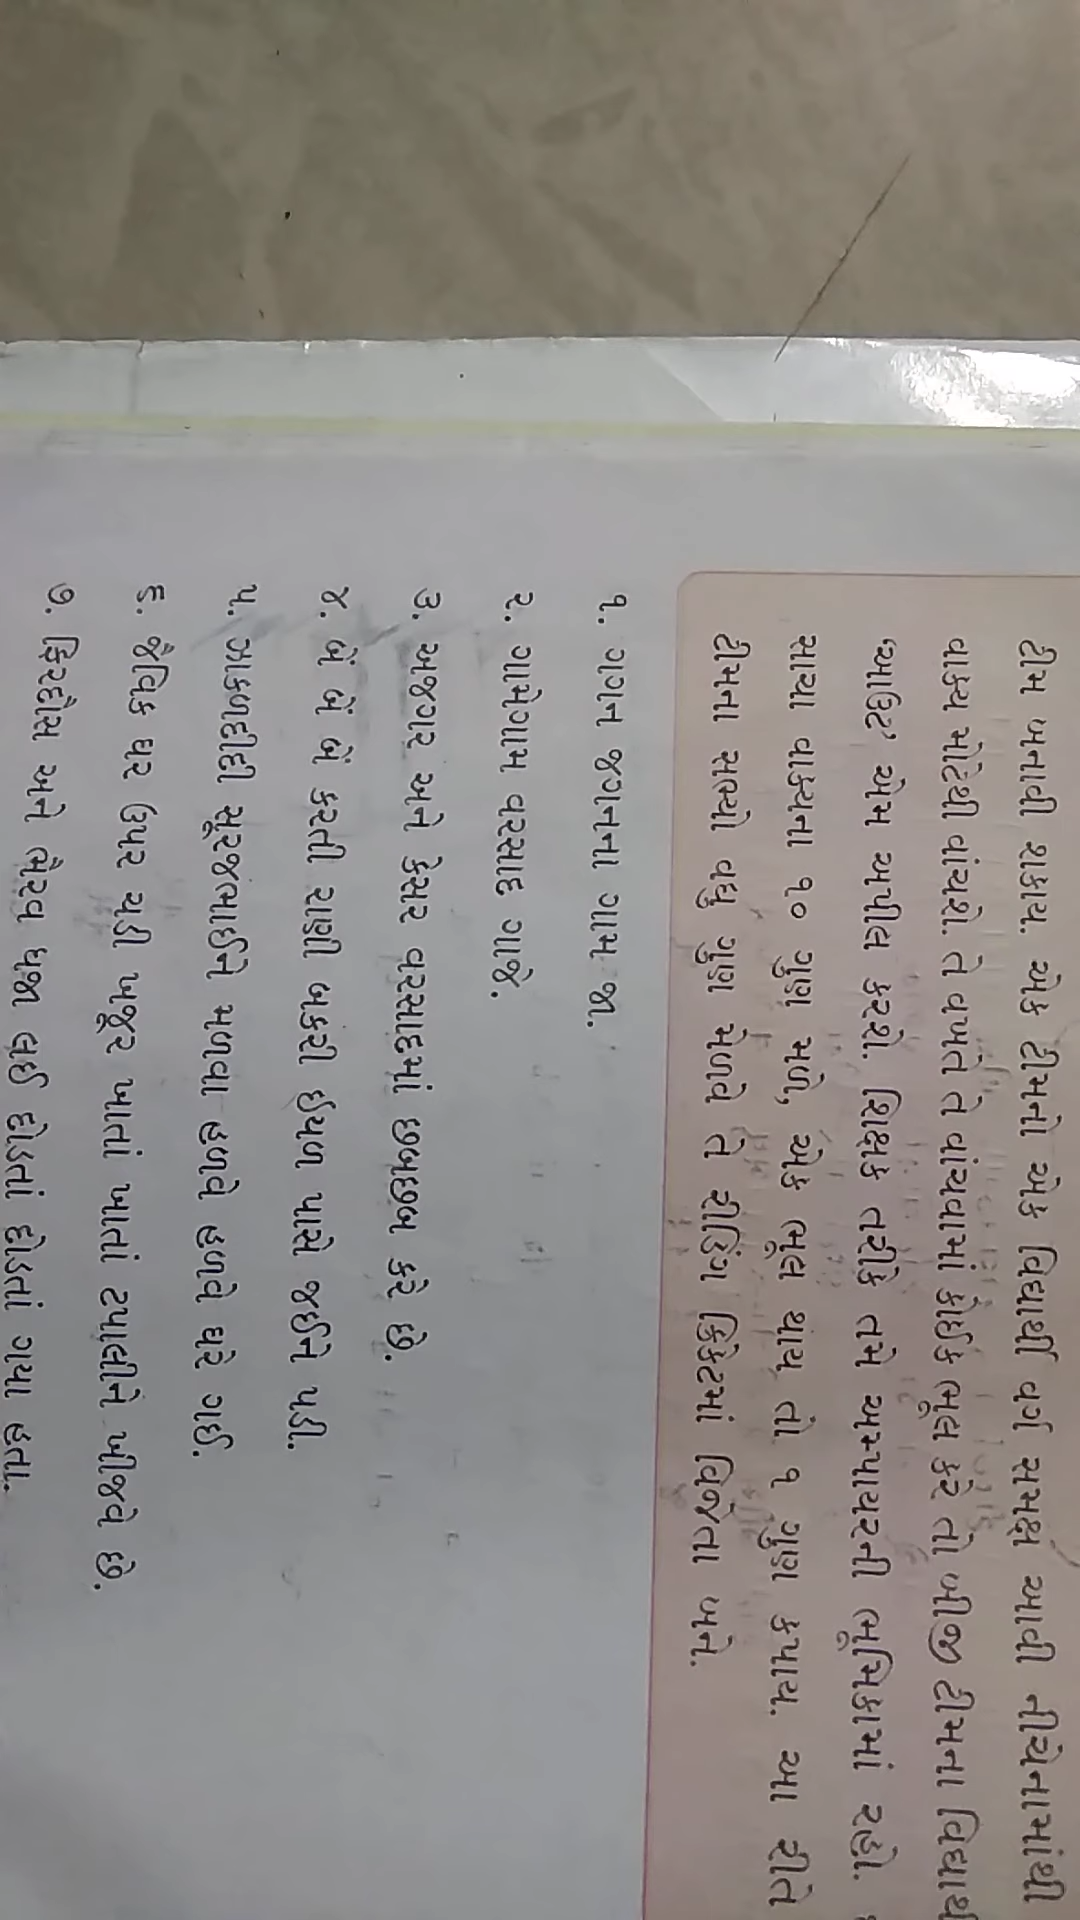 ટીમ બનાવી શકાય. એક ટીમનો એક વિદ્યાર્થી વર્ગ સમક્ષ આવી નીચેનામાંથી
વાક્ય મોટેથી વાંચશે. તે વખતે તે વાંચવામાં કોઈક ભૂલ કરે તો બીજી ટીમના
‘આઉટ’ એમ અપીલ કરશે. શિક્ષક તરીકે તમે અમ્પાયરની ભૂમિકામાં રહો.
સાચા વાક્યના ૧૦ ગુણ મળે, એક ભૂલ થાય તો ૧ ગુણ કપાય. આ રીતે
ટીમના સભ્યો વધુ ગુણ મેળવે તે રીડિંગ ક્રિકેટમાં વિજેતા બને.
૧. ગગન જગનના ગામ જા.
૨. ગામેગામ વરસાદ ગાજે.
૩. અજગર અને કેસર વરસાદમાં છબછબ કરે છે.
૪. બેં બેં બેં કરતી રાણી બકરી ઈયળ પાસે જઈને પડી.
૫. ઝાકળદીદી સૂરજભાઈને મળવા હળવે હળવે ઘરે ગઈ.
૬. જૈવિક ઘર ઉપર ચડી ખજૂર ખાતાં ખાતાં ટપાલીને ખીજવે છે.
૭. ફિરદૌસ અને ભૈરવ ધજા લઈ દોડતાં દોડતાં ગયા હતા.